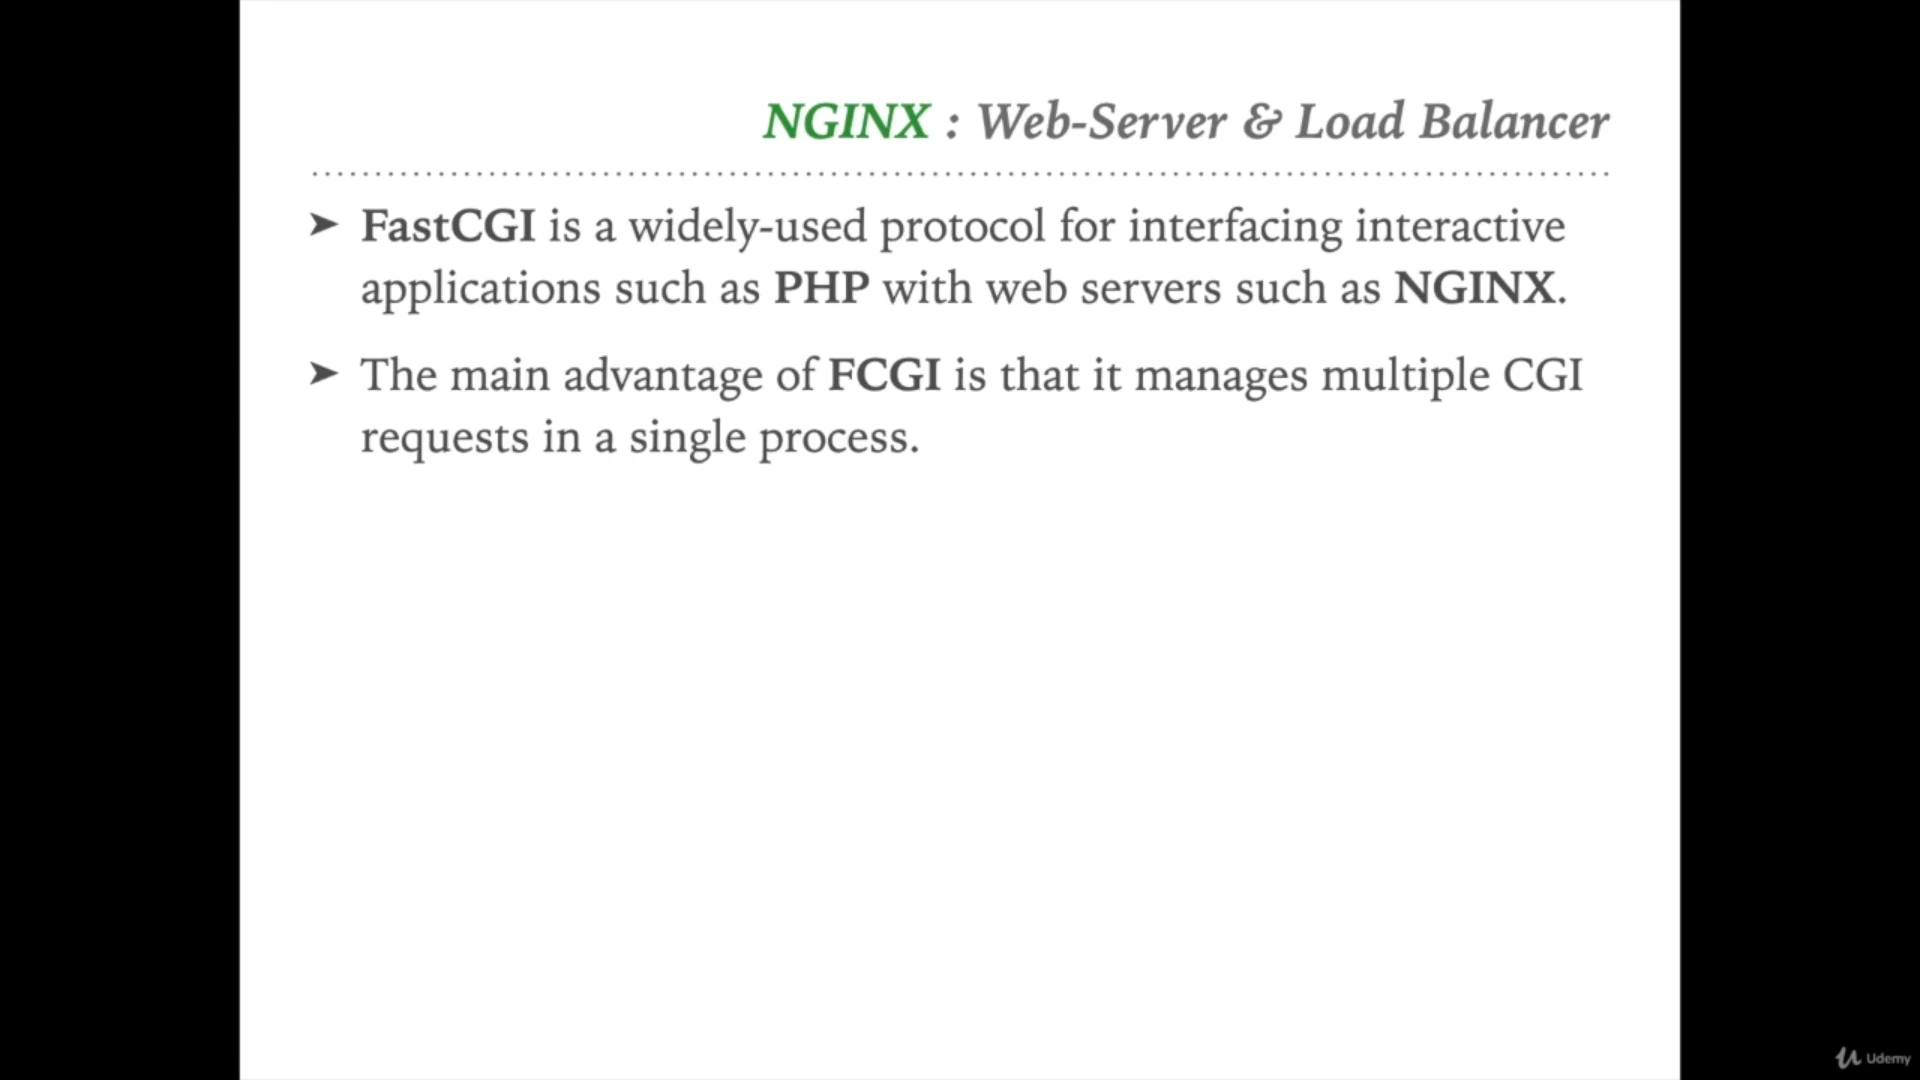 NGINX : Web-Server & Load Balancer
➤ FastCGI is a widely-used protocol for interfacing interactive
applications such as PHP with web servers such as NGINX.
➤ The main advantage of FCGI is that it manages multiple CGI
requests in a single process.
Udemy